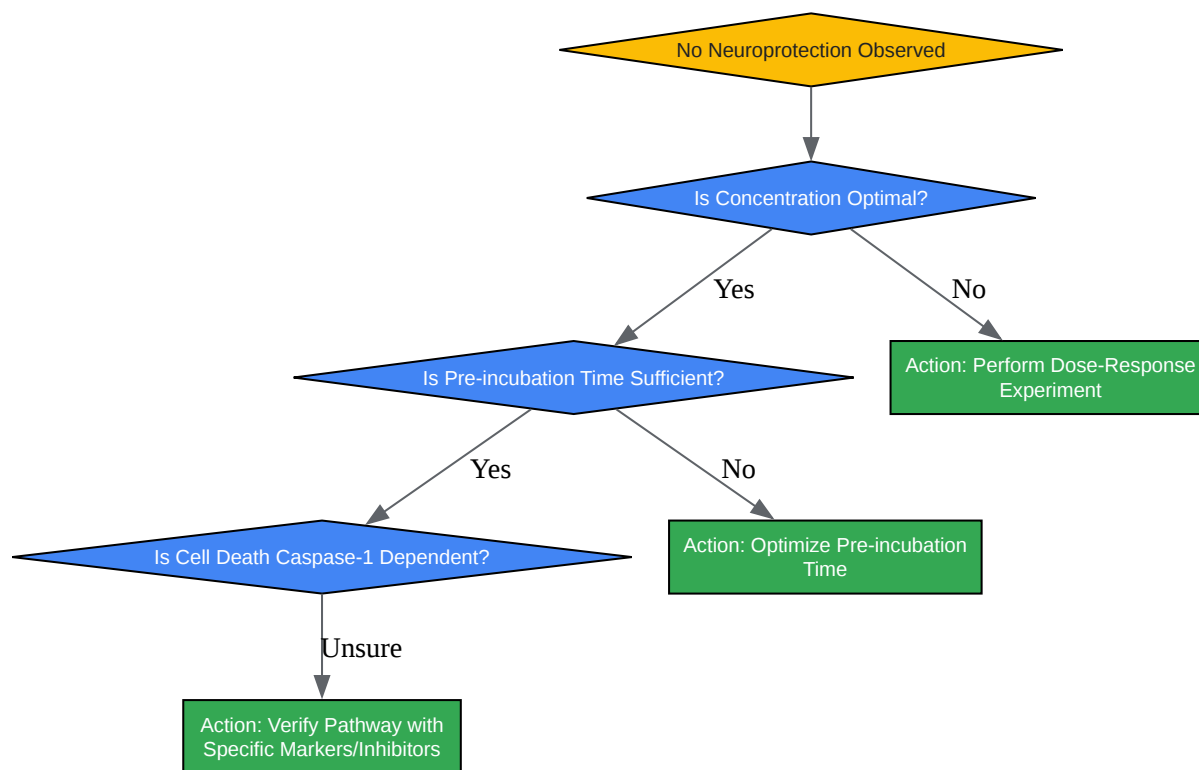 No Neuroprotection Observed
Is Concentration Optimal?
Yes
No
Action: Perform Dose-Response
Experiment
Is Pre-incubation Time Sufficient?
Yes
No
Action: Optimize Pre-incubation
Time
Is Cell Death Caspase-1 Dependent?
Unsure
Action: Verify Pathway with
Specific Markers/Inhibitors